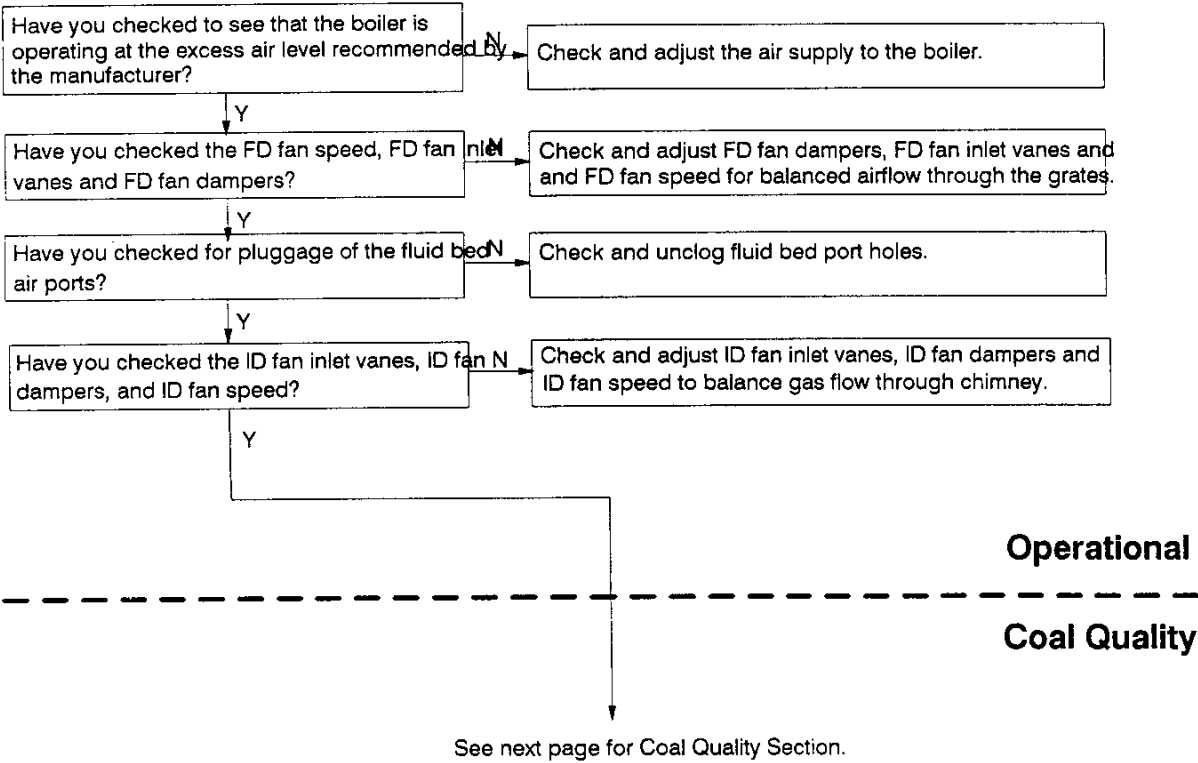 Have you checked to see that the boiler is
operating at the excess air level recommended by
the manufacturer?
N
Check and adjust the air supply to the boiler.
Y
Have you checked the FD fan speed, FD fan inlet
vanes and FD fan dampers?
N
Check and adjust FD fan dampers, FD fan inlet vanes and
and FD fan speed for balanced airflow through the grates.
Y
Have you checked for pluggage of the fluid bed
air ports?
N
Check and unclog fluid bed port holes.
Y
Have you checked the ID fan inlet vanes, ID fan
dampers, and ID fan speed?
N
Check and adjust ID fan inlet vanes, ID fan dampers and
ID fan speed to balance gas flow through chimney.
Y
Operational
Coal Quality
See next page for Coal Quality Section.